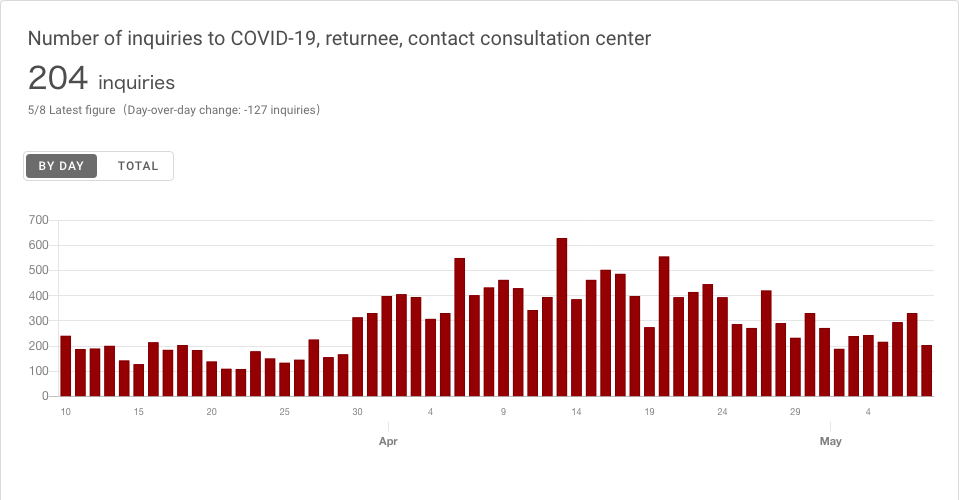 Number of inquiries to COVID-19, returnee, contact consultation center
204 inquiries
5/8 Latest figure（Day-over-day change: -127 inquiries）
BY DAY TOTAL
700
600
500
400
300
200
100
0
10 15 20 25 30 4 9 14 19 24 29 4
Apr May